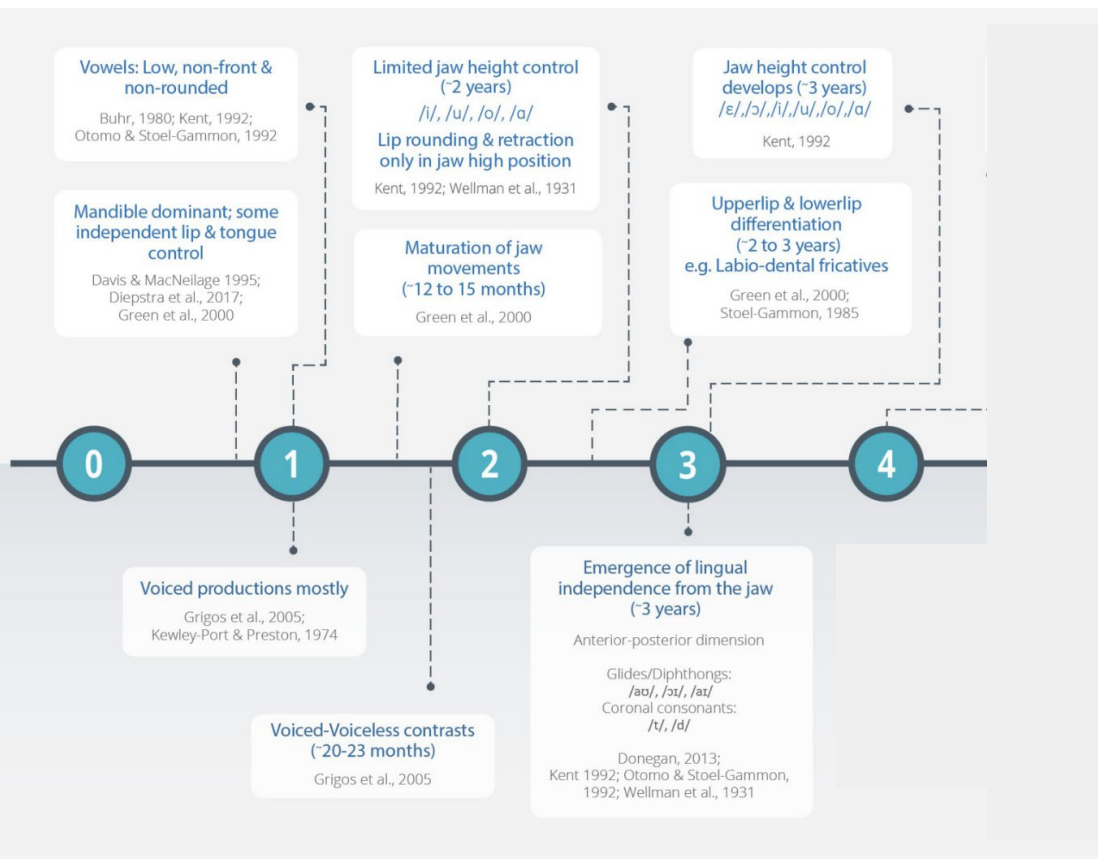 Vowels: Low, non-front &
non-rounded
Buhr, 1980; Kent, 1992;
Otomo & Stoel-Gammon, 1992
Mandible dominant; some
independent lip & tongue
control
Davis & MacNeilage 1995;
Diepstra et al., 2017;
Green et al., 2000
Limited jaw height control
(~2 years)
/i/, /u/, /o/, /ɑ/
Lip rounding & retraction
only in jaw high position
Kent, 1992; Wellman et al., 1931
Maturation of jaw
movements
(~12 to 15 months)
Green et al., 2000
Jaw height control
develops (~3 years)
/ɛ/,/ɔ/,/i/,/u/,/o/,/ɑ/
Kent, 1992
Upperlip & lowerlip
differentiation
(~2 to 3 years)
e.g. Labio-dental fricatives
Green et al., 2000;
Stoel-Gammon, 1985
0
1
2
3
4
Voiced productions mostly
Grigos et al., 2005;
Kewley-Port & Preston, 1974
Voiced-Voiceless contrasts
(~20-23 months)
Grigos et al., 2005
Emergence of lingual
independence from the jaw
(~3 years)
Anterior-posterior dimension
Glides/Diphthongs:
/aʊ/, /ɔɪ/, /aɪ/
Coronal consonants:
/t/, /d/
Donegan, 2013;
Kent 1992; Otomo & Stoel-Gammon,
1992; Wellman et al., 1931